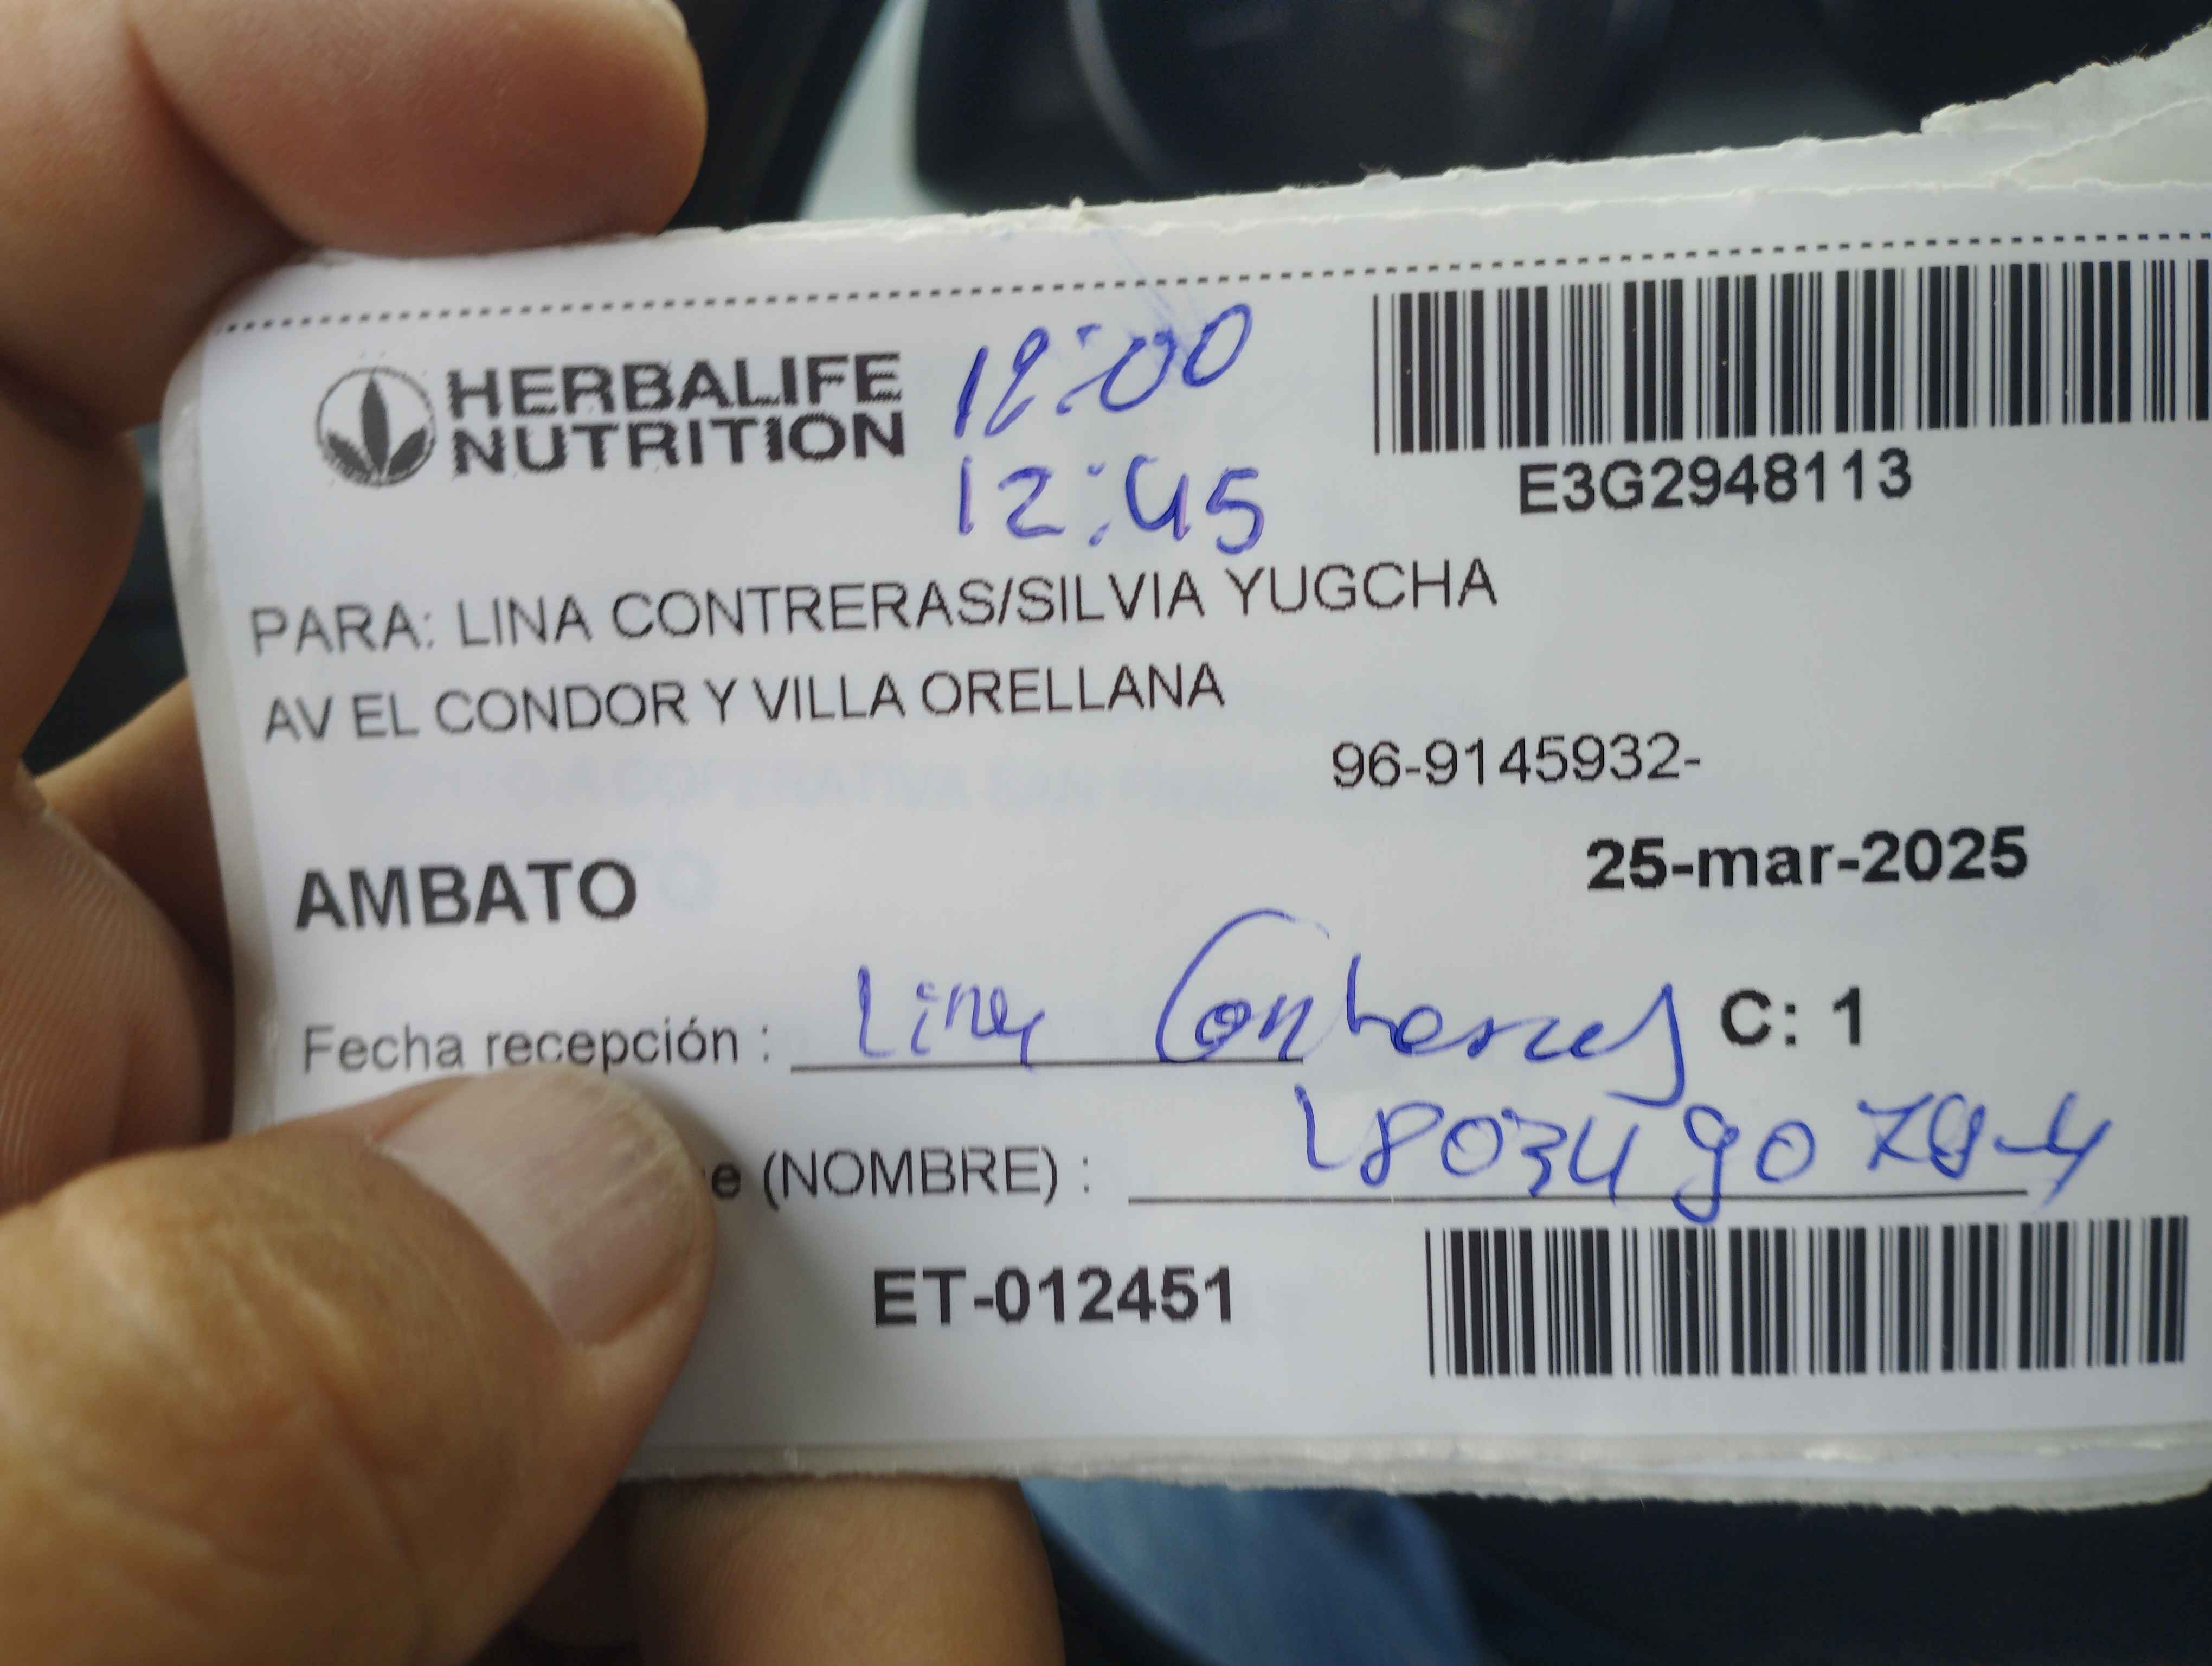 HERBALIFE
NUTRITION
12:00
12:45
E3G2948113
PARA: LINA CONTRERAS/SILVIA YUGCHA
AV EL CONDOR Y VILLA ORELLANA
96-9145932-
AMBATO
25-mar-2025
Fecha recepción : Lina Contreras C: 1
e (NOMBRE) :
ET-012451